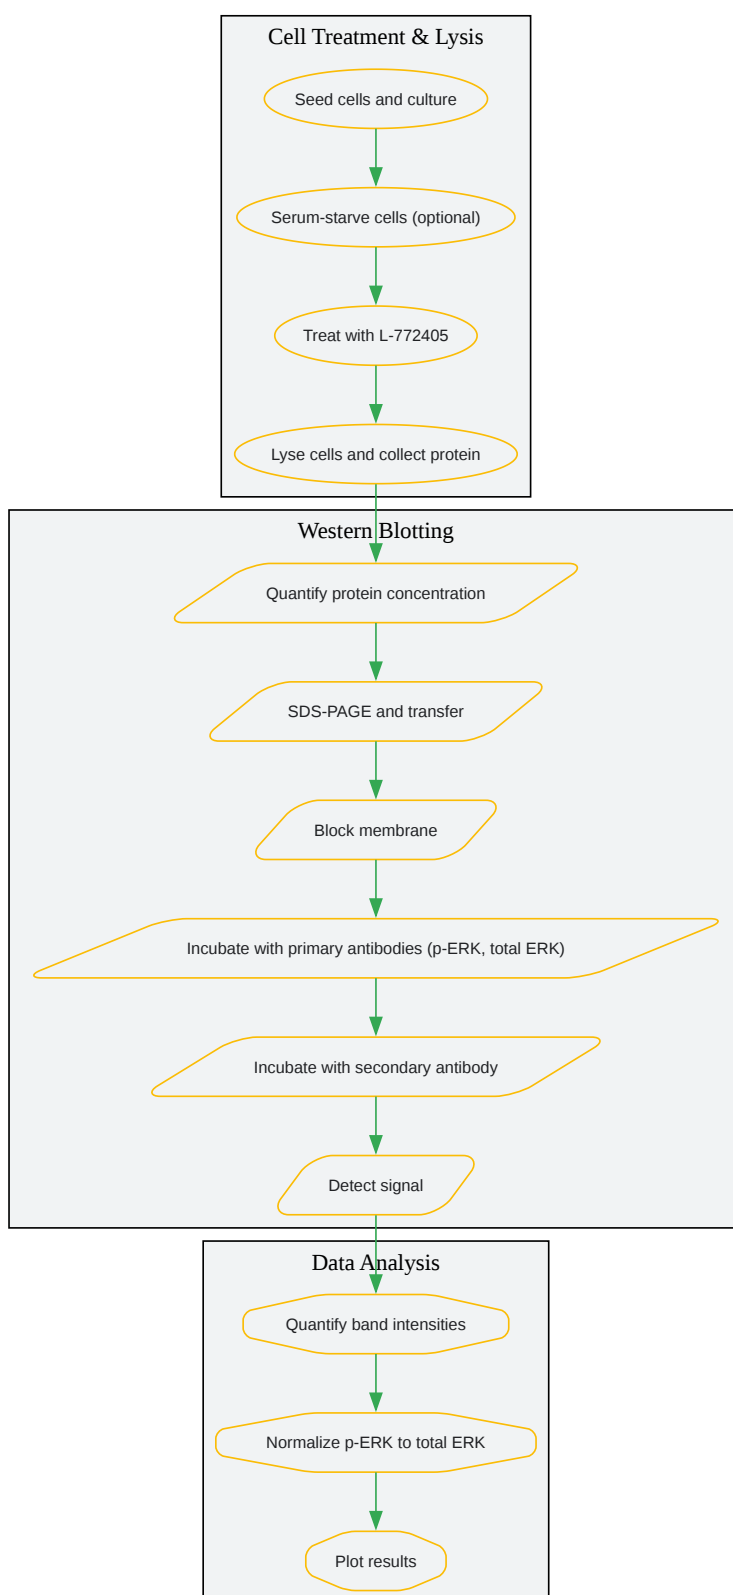 Cell Treatment & Lysis
Seed cells and culture
Serum-starve cells (optional)
Treat with L-772405
Lyse cells and collect protein
Western Blotting
Quantify protein concentration
SDS-PAGE and transfer
Block membrane
Incubate with primary antibodies (p-ERK, total ERK)
Incubate with secondary antibody
Detect signal
Data Analysis
Quantify band intensities
Normalize p-ERK to total ERK
Plot results